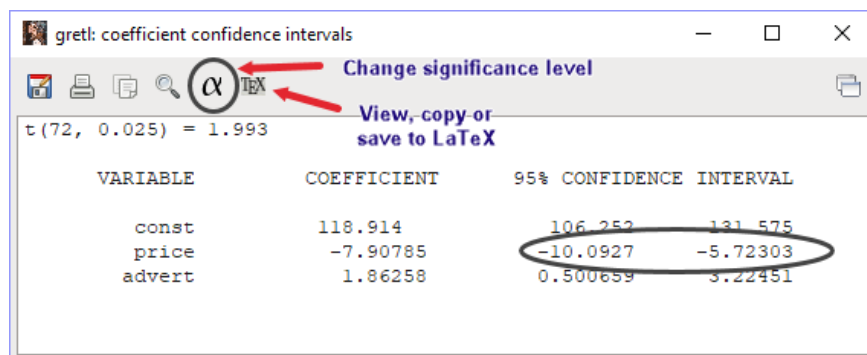 gretl: coefficient confidence intervals
Change significance level
α
TEX
View, copy or
save to LaTeX
t(72, 0.025) = 1.993
VARIABLE COEFFICIENT 95% CONFIDENCE INTERVAL
const 118.914 106.252 131.575
price -7.90785 -10.0927 -5.72303
advert 1.86258 0.500659 3.22451